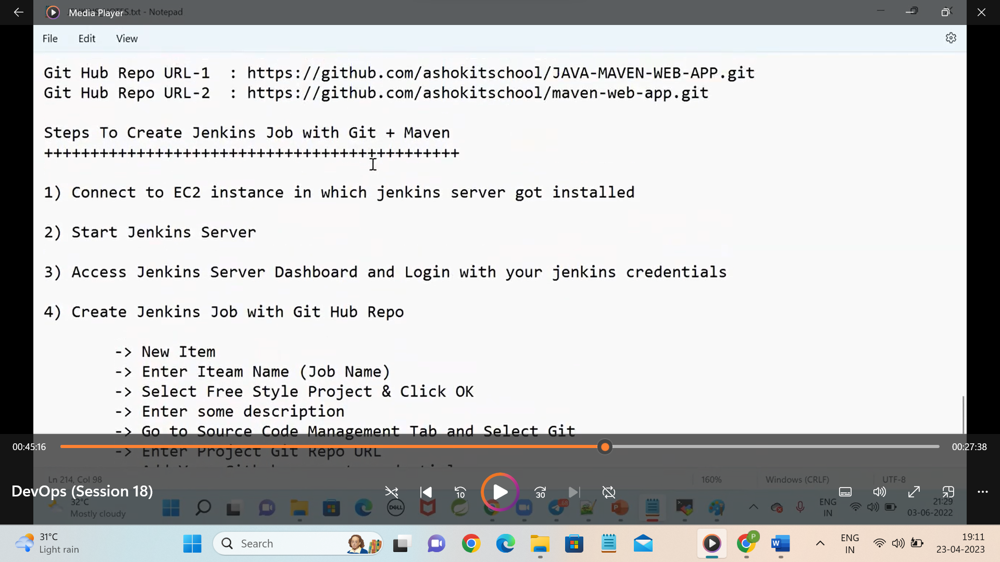 Media Player
S.txt - Notepad
File Edit View
Git Hub Repo URL-1 : https://github.com/ashokitschool/JAVA-MAVEN-WEB-APP.git
Git Hub Repo URL-2 : https://github.com/ashokitschool/maven-web-app.git
Steps To Create Jenkins Job with Git + Maven
+++++++++++++++++++++++++++++++++++++++++++++
1) Connect to EC2 instance in which jenkins server got installed
2) Start Jenkins Server
3) Access Jenkins Server Dashboard and Login with your jenkins credentials
4) Create Jenkins Job with Git Hub Repo
-> New Item
-> Enter Iteam Name (Job Name)
-> Select Free Style Project & Click OK
-> Enter some description
-> Go to Source Code Management Tab and Select Git
00:45:16 00:27:38
-> Enter Project Git Repo URL
Ln 214, Col 98 160% Windows (CRLF) UTF-8
DevOps (Session 18)
10 30
32°C
Mostly cloudy
DELL
68
ENG
IN
21:29
03-06-2022
31°C
Light rain
Search
P
W
ENG
IN
19:11
23-04-2023